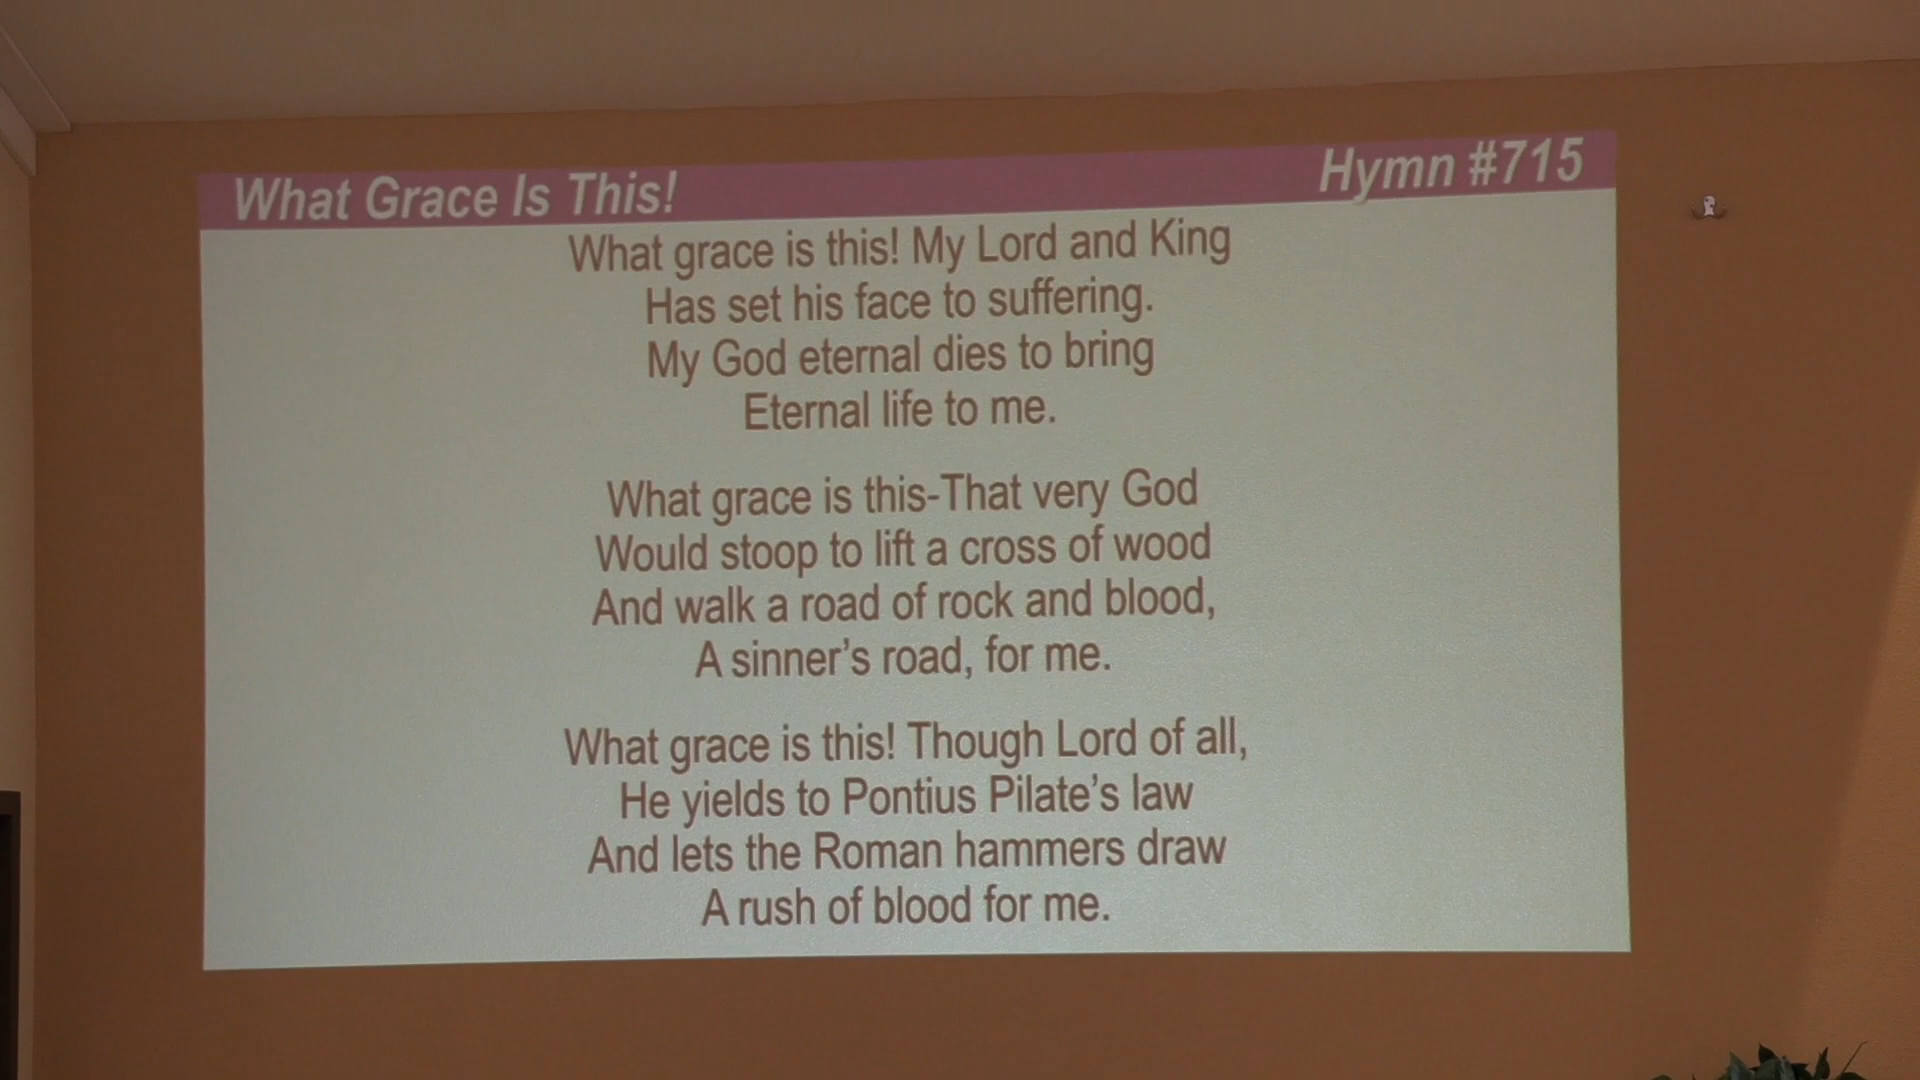 What Grace Is This! Hymn #715
What grace is this! My Lord and King
Has set his face to suffering.
My God eternal dies to bring
Eternal life to me.
What grace is this-That very God
Would stoop to lift a cross of wood
And walk a road of rock and blood,
A sinner’s road, for me.
What grace is this! Though Lord of all,
He yields to Pontius Pilate’s law
And lets the Roman hammers draw
A rush of blood for me.